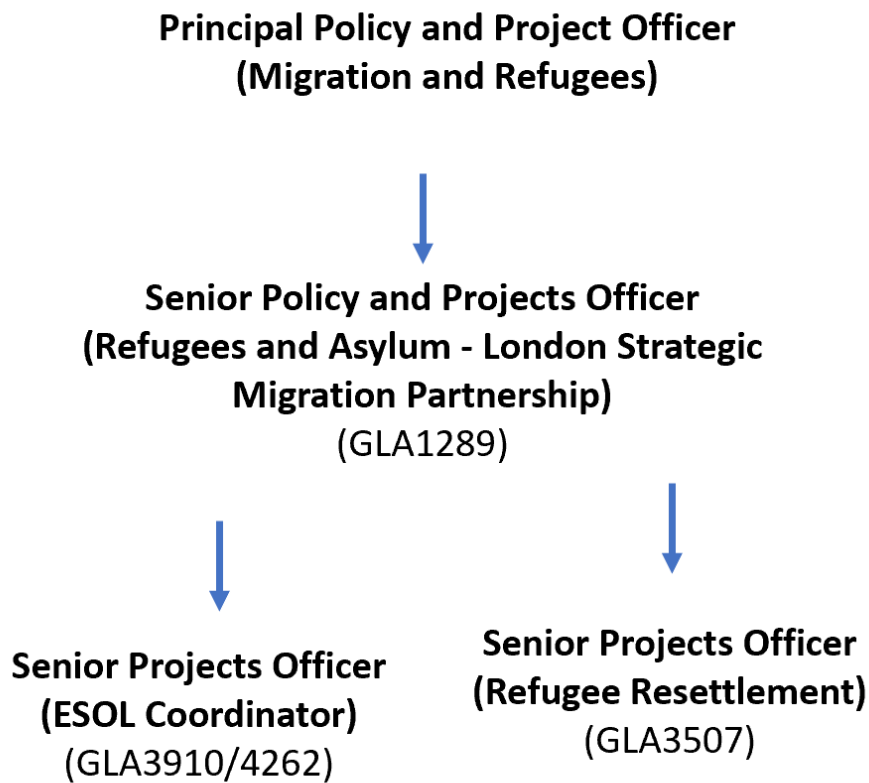 Principal Policy and Project Officer
(Migration and Refugees)
Senior Policy and Projects Officer
(Refugees and Asylum - London Strategic
Migration Partnership)
(GLA1289)
Senior Projects Officer
(ESOL Coordinator)
(GLA3910/4262)
Senior Projects Officer
(Refugee Resettlement)
(GLA3507)